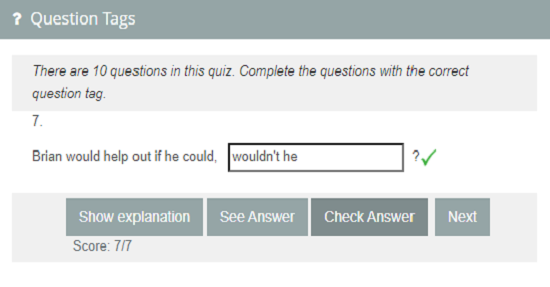 ? Question Tags
There are 10 questions in this quiz. Complete the questions with the correct
question tag.
7.
Brian would help out if he could, wouldn't he ?
Show explanation See Answer Check Answer Next
Score: 7/7